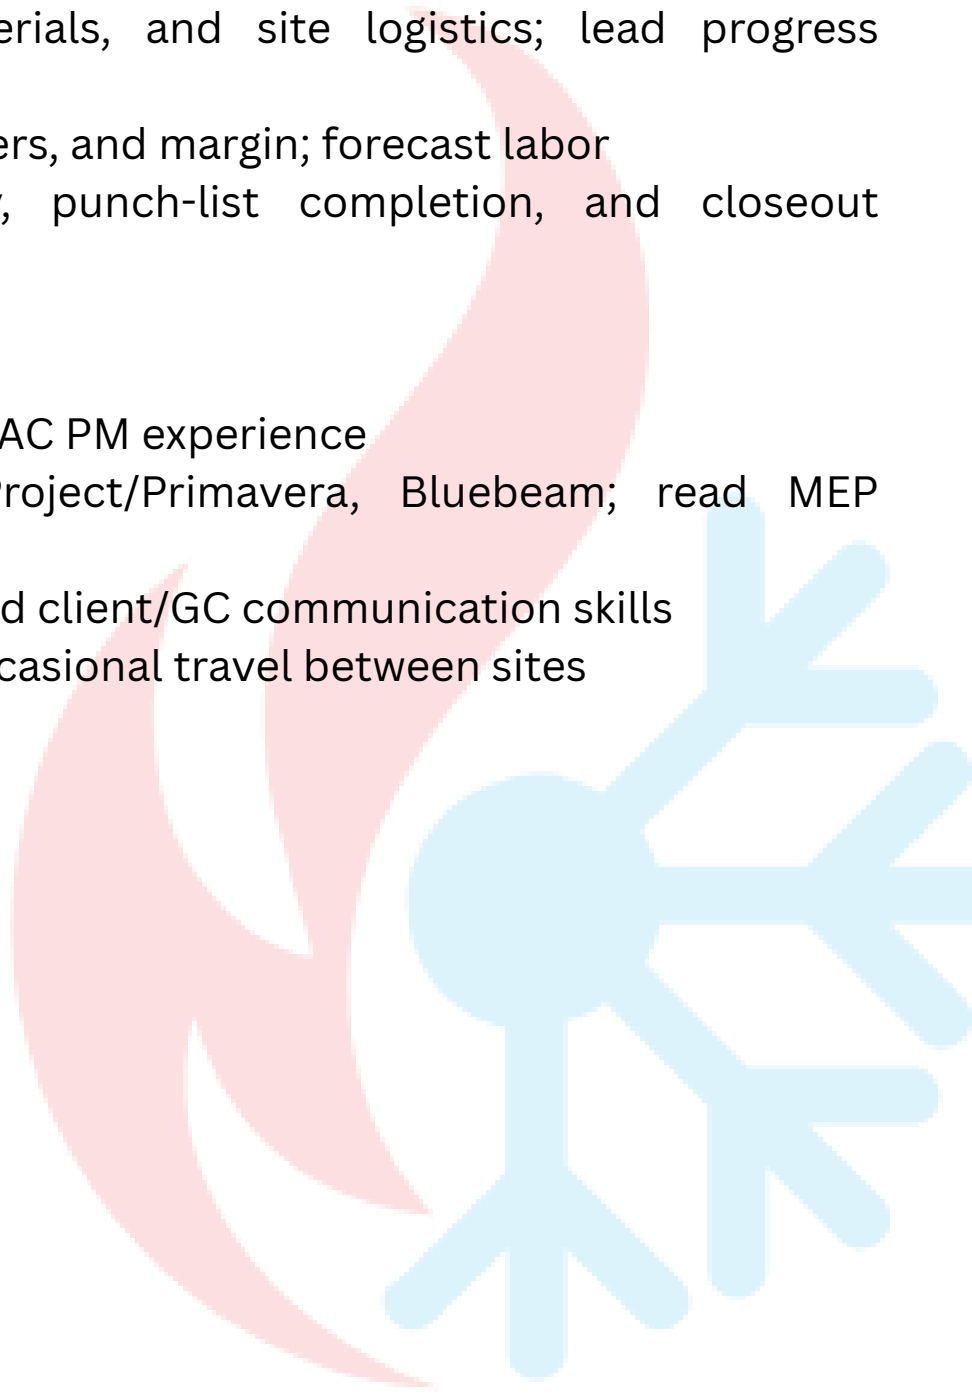 erials, and site logistics; lead progress
ers, and margin; forecast labor
, punch-list completion, and closeout
AC PM experience
Project/Primavera, Bluebeam; read MEP
d client/GC communication skills
casional travel between sites